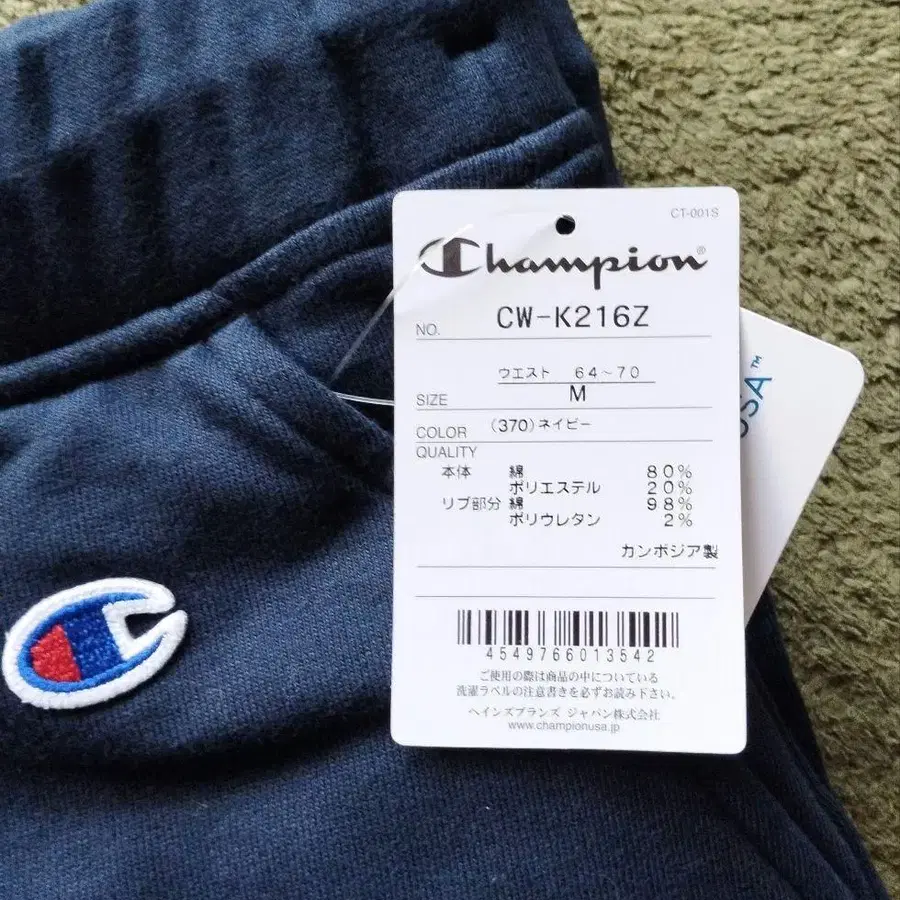 CT-001S
Champion®
NO. CW-K216Z
ウエスト 64~70
SIZE M
COLOR (370)ネイビー
QUALITY
本体 綿 80%
ポリエステル 20%
リブ部分 綿 98%
ポリウレタン 2%
カンボジア製
4549766013542
ご使用の際は商品の中についている
洗濯ラベルの注意書きを必ずお読み下さい。
ヘインズブランズ ジャパン株式会社
www.championusa.jp
USA™